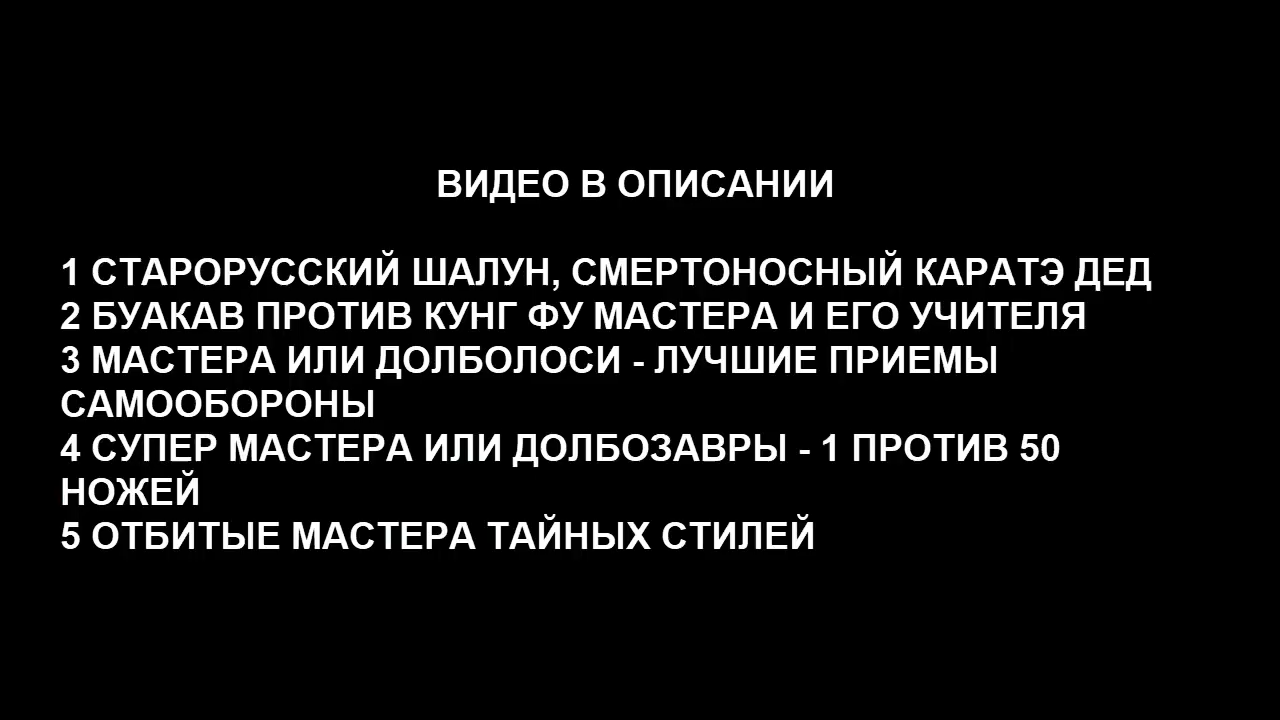 ВИДЕО В ОПИСАНИИ
1 СТАРОРУССКИЙ ШАЛУН, СМЕРТОНОСНЫЙ КАРАТЭ ДЕД
2 БУАКАВ ПРОТИВ КУНГ ФУ МАСТЕРА И ЕГО УЧИТЕЛЯ
3 МАСТЕРА ИЛИ ДОЛБОЛОСИ - ЛУЧШИЕ ПРИЕМЫ
САМООБОРОНЫ
4 СУПЕР МАСТЕРА ИЛИ ДОЛБОЗАВРЫ - 1 ПРОТИВ 50
НОЖЕЙ
5 ОТБИТЫЕ МАСТЕРА ТАЙНЫХ СТИЛЕЙ